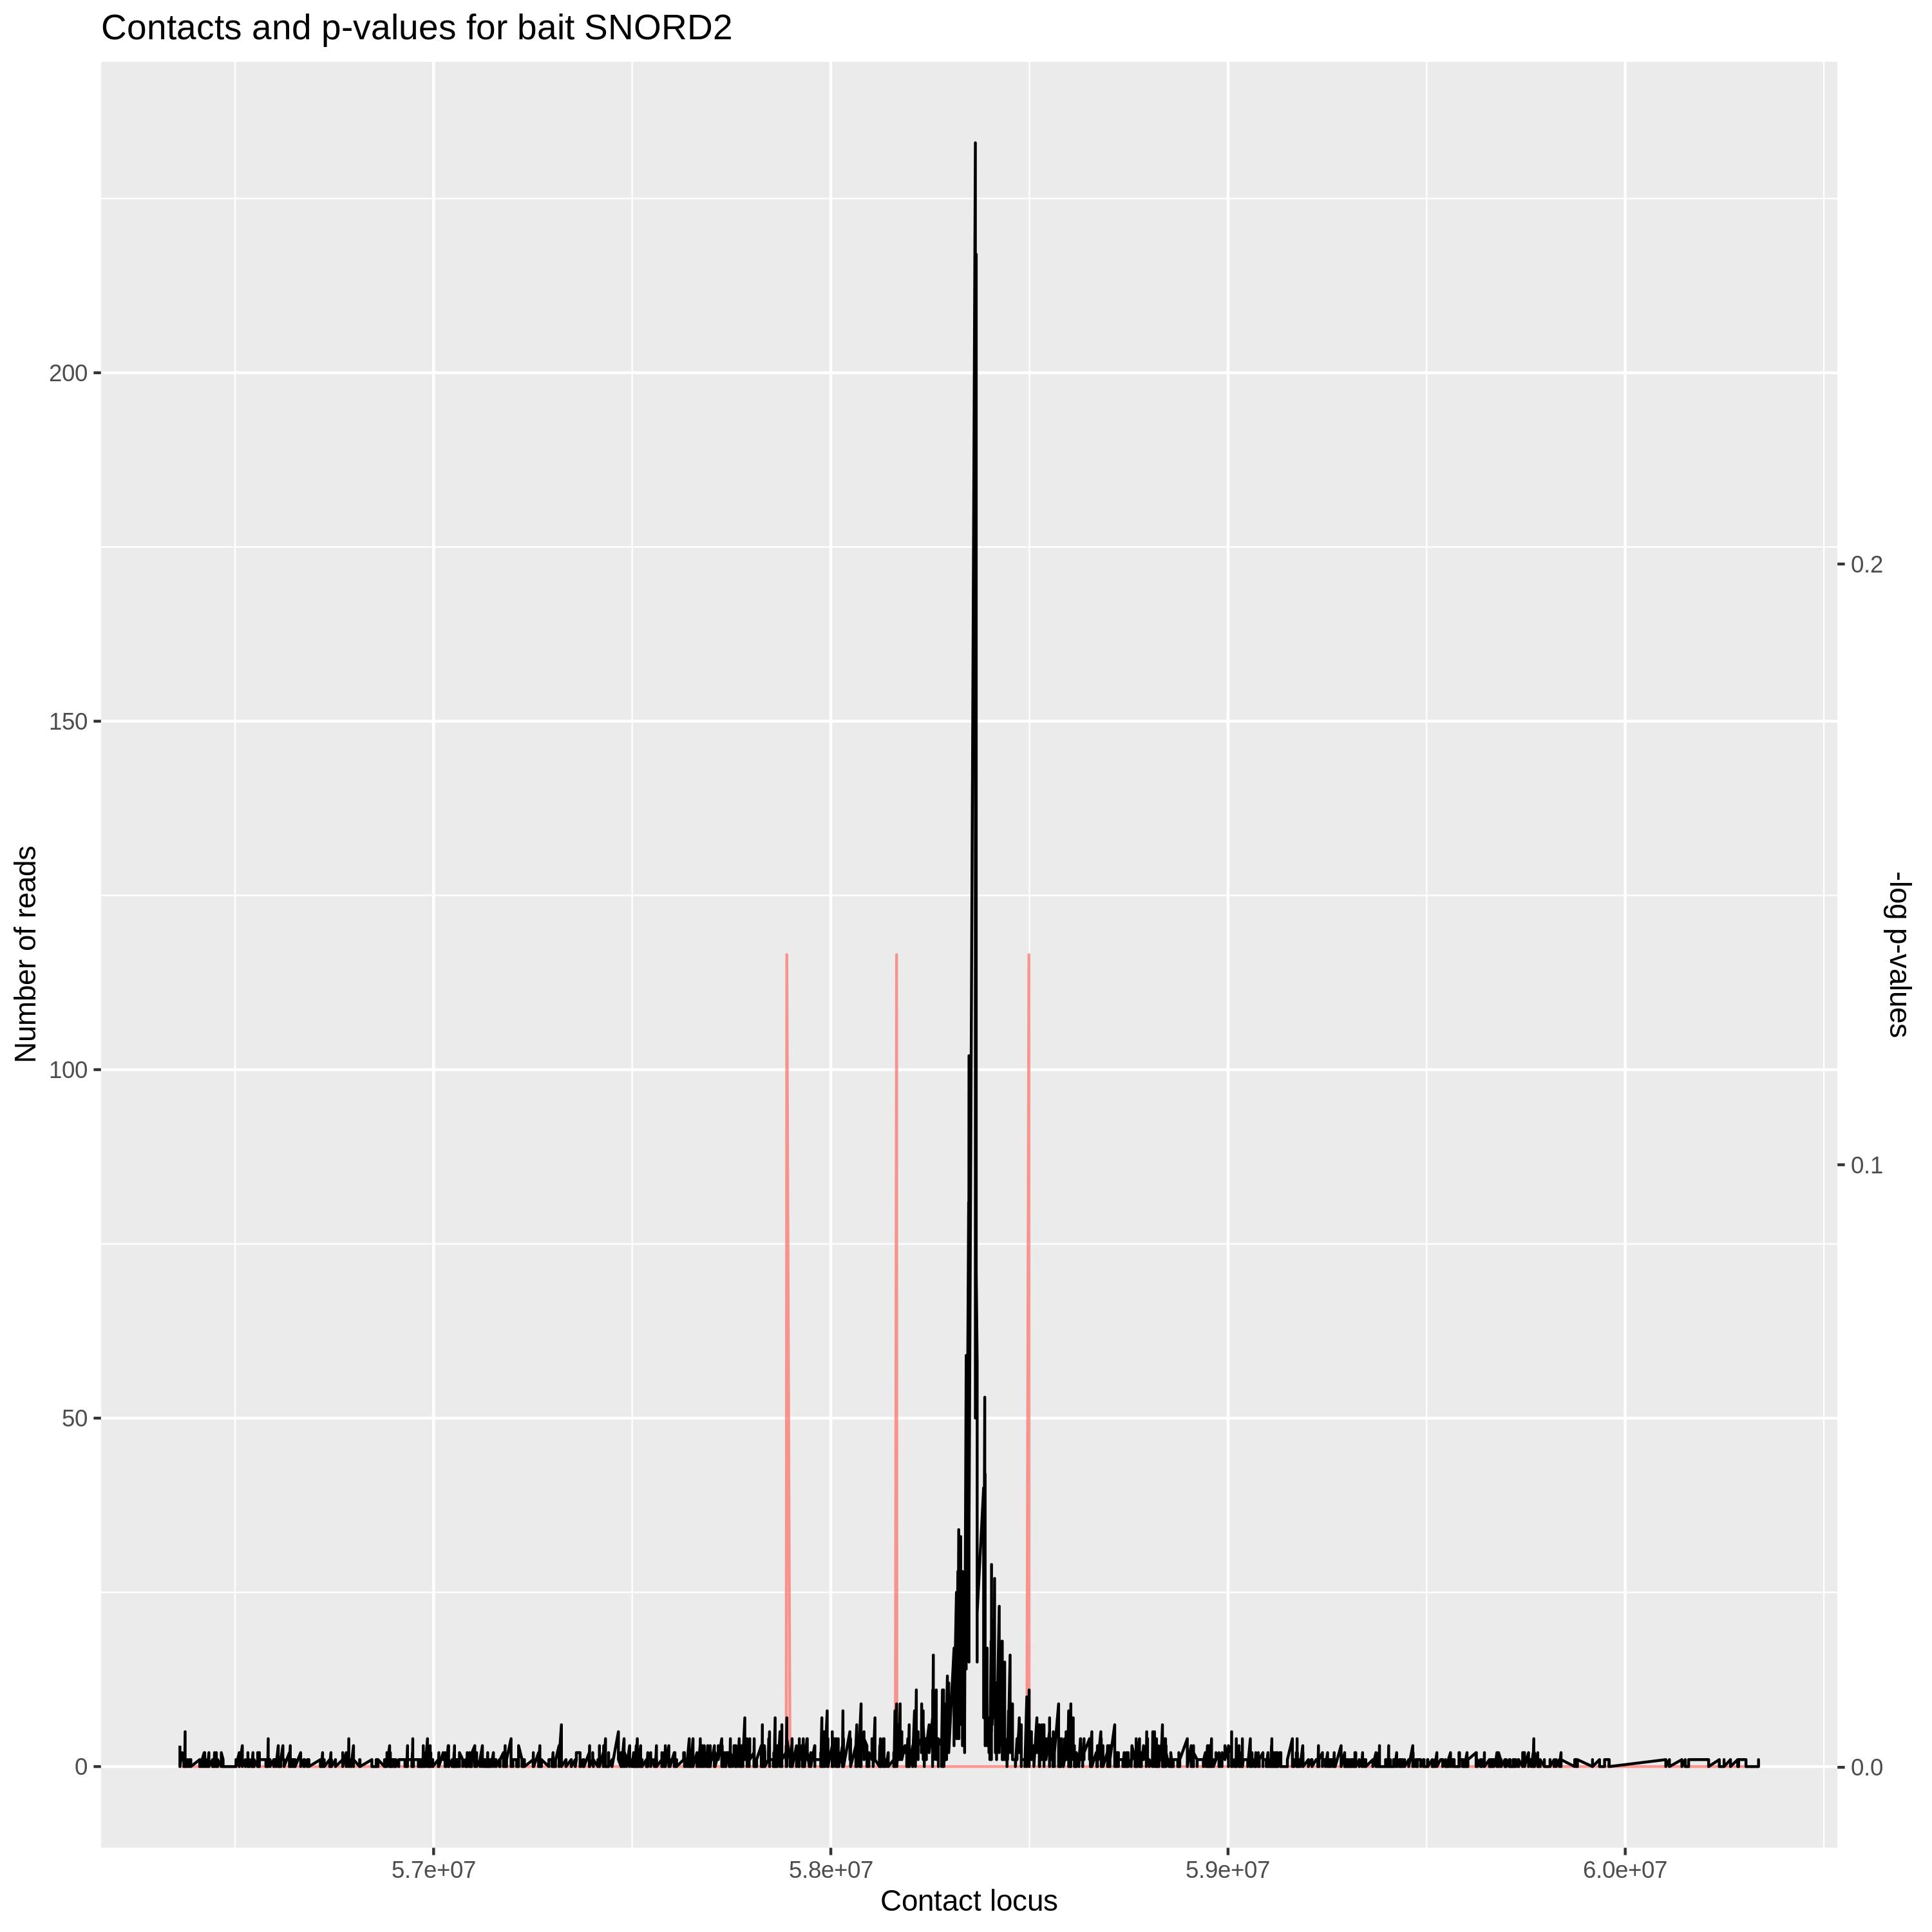 Contacts and p-values for bait SNORD2
200
150
100
50
0
Number of reads
0.2
0.1
0.0
-log p-values
5.7e+07
5.8e+07
5.9e+07
6.0e+07
Contact locus